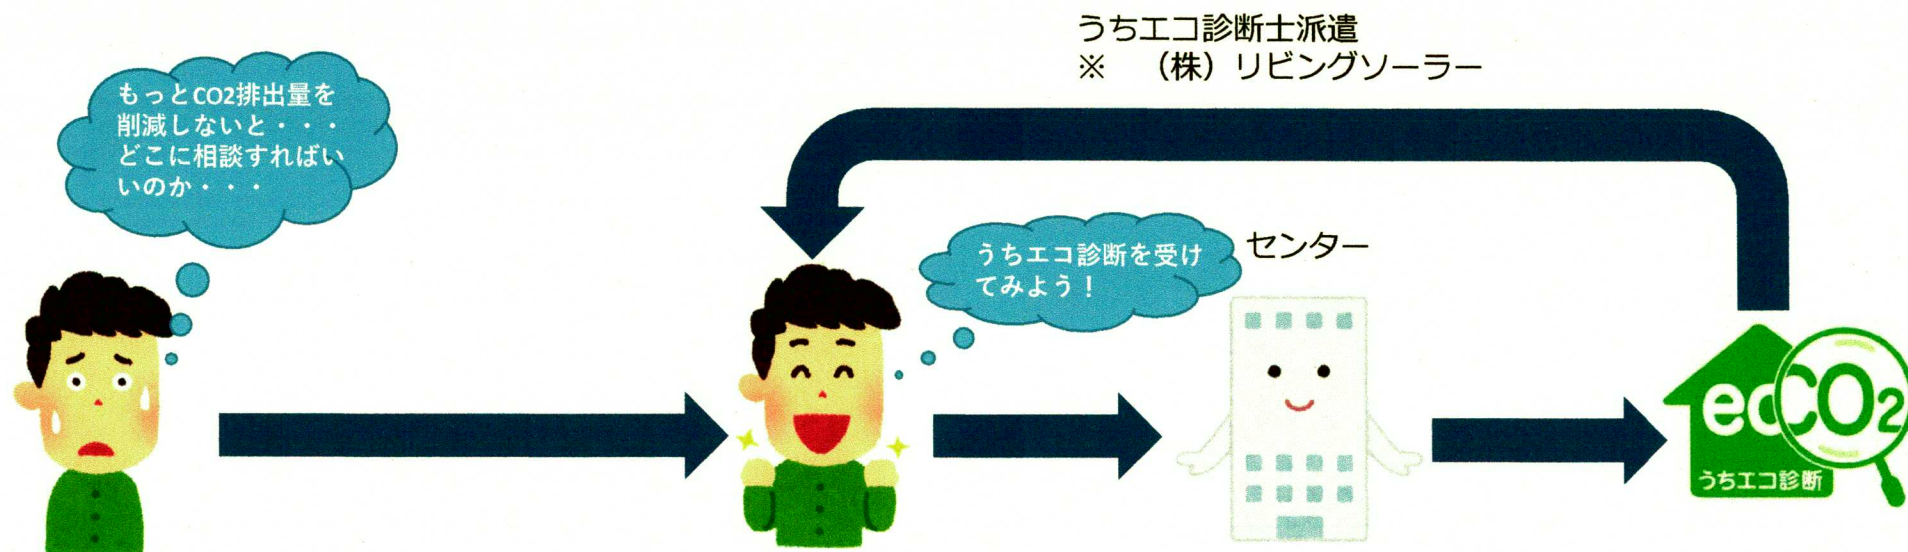 うちエコ診断士派遣
※　（株）リビングソーラー
もっとCO2排出量を
削減しないと・・・
どこに相談すればい
いのか・・・
うちエコ診断を受け
てみよう！
センター
ecCO2
うちエコ診断